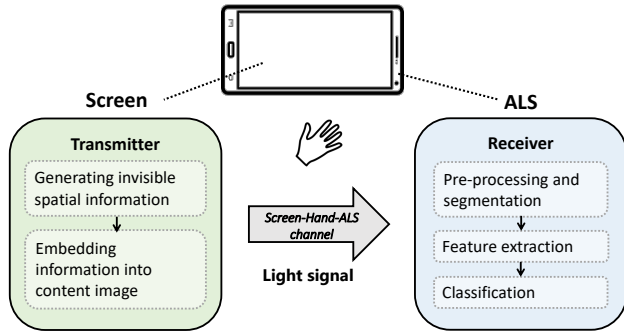 Screen
ALS
Transmitter
Generating invisible
spatial information
Embedding
information into
content image
Screen-Hand-ALS
channel
Light signal
Receiver
Pre-processing and
segmentation
Feature extraction
Classification